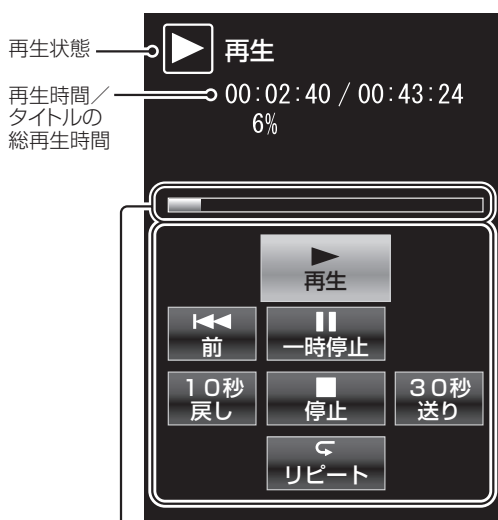 再生状態
再生
再生時間／
タイトルの
総再生時間
00:02:40 / 00:43:24
6%
再生
前
一時停止
10秒
戻し
停止
30秒
送り
リピート